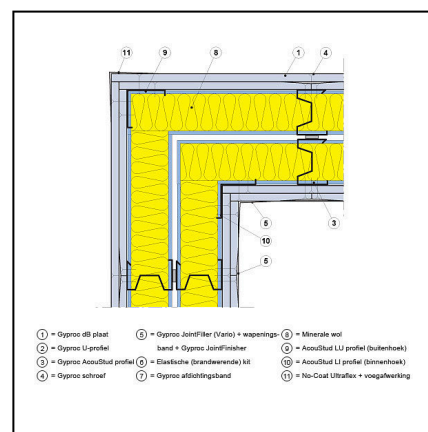 11
9
8
1
4
5
3
10
5
1 = Gyproc dB plaat
2 = Gyproc U-profiel
3 = Gyproc AcouStud profiel
4 = Gyproc schroef
5 = Gyproc JointFiller (Vario) + wapenings-
band + Gyproc JointFinisher
6 = Elastische (brandwerende) kit
7 = Gyproc afdichtingsband
8 = Minerale wol
9 = AcouStud LU profiel (buitenhoek)
10 = AcouStud LI profiel (binnenhoek)
11 = No-Coat Ultraflex + voegafwerking